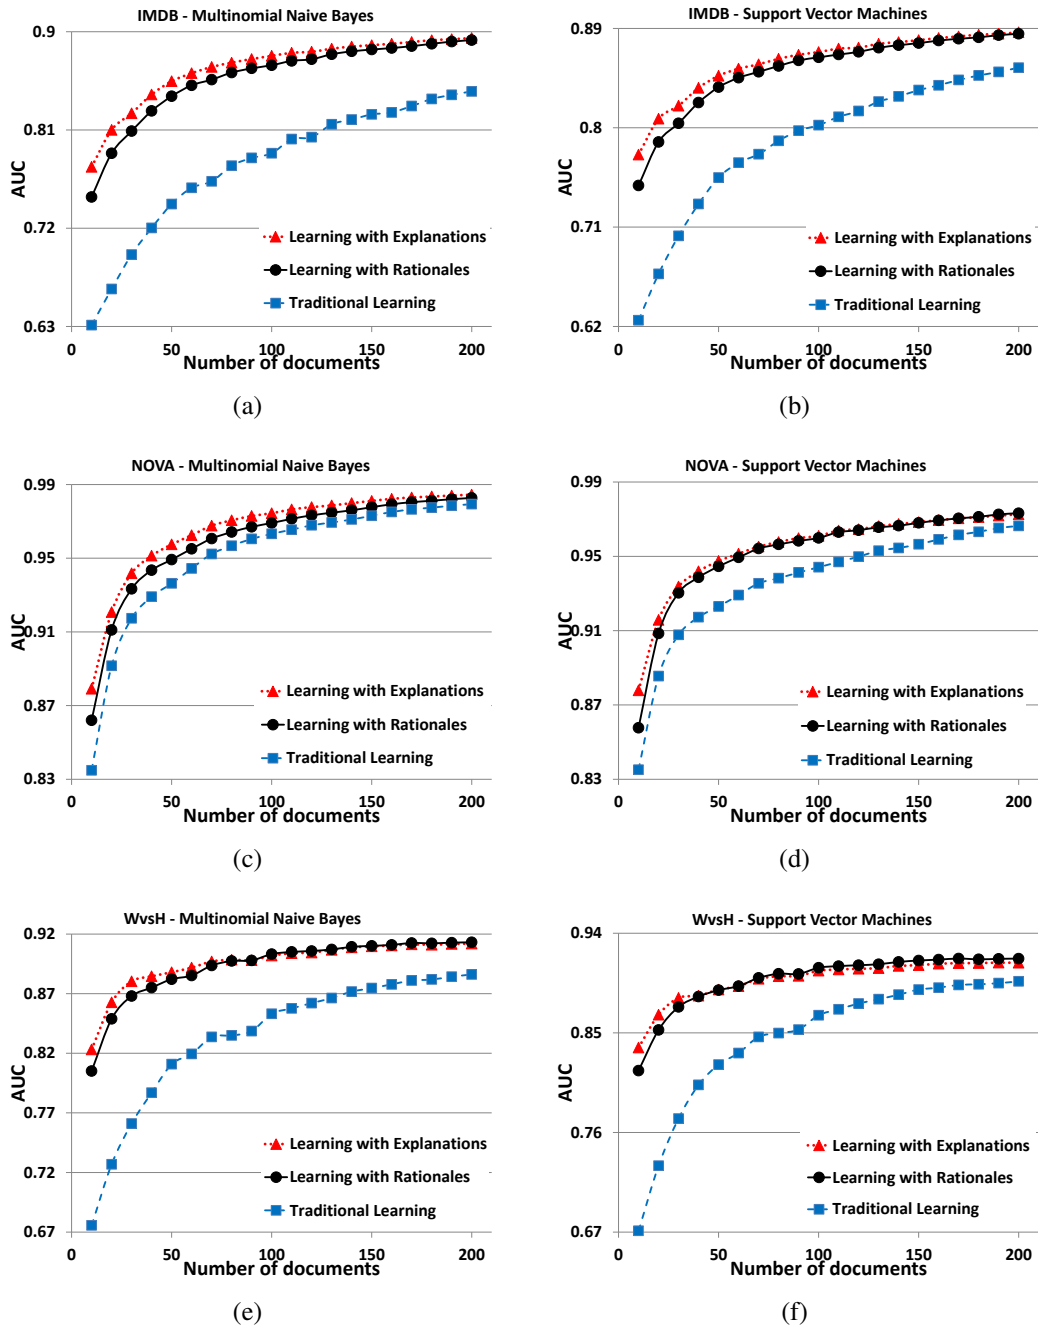 IMDB - Multinomial Naive Bayes
0.9
0.81
0.72
0.63
AUC
Learning with Explanations
Learning with Rationales
Traditional Learning
0 50 100 150 200
Number of documents
(a)
IMDB - Support Vector Machines
0.89
0.8
0.71
0.62
AUC
Learning with Explanations
Learning with Rationales
Traditional Learning
0 50 100 150 200
Number of documents
(b)
NOVA - Multinomial Naive Bayes
0.99
0.95
0.91
0.87
0.83
AUC
Learning with Explanations
Learning with Rationales
Traditional Learning
0 50 100 150 200
Number of documents
(c)
NOVA - Support Vector Machines
0.99
0.95
0.91
0.87
0.83
AUC
Learning with Explanations
Learning with Rationales
Traditional Learning
0 50 100 150 200
Number of documents
(d)
WvsH - Multinomial Naive Bayes
0.92
0.87
0.82
0.77
0.72
0.67
AUC
Learning with Explanations
Learning with Rationales
Traditional Learning
0 50 100 150 200
Number of documents
(e)
WvsH - Support Vector Machines
0.94
0.85
0.76
0.67
AUC
Learning with Explanations
Learning with Rationales
Traditional Learning
0 50 100 150 200
Number of documents
(f)